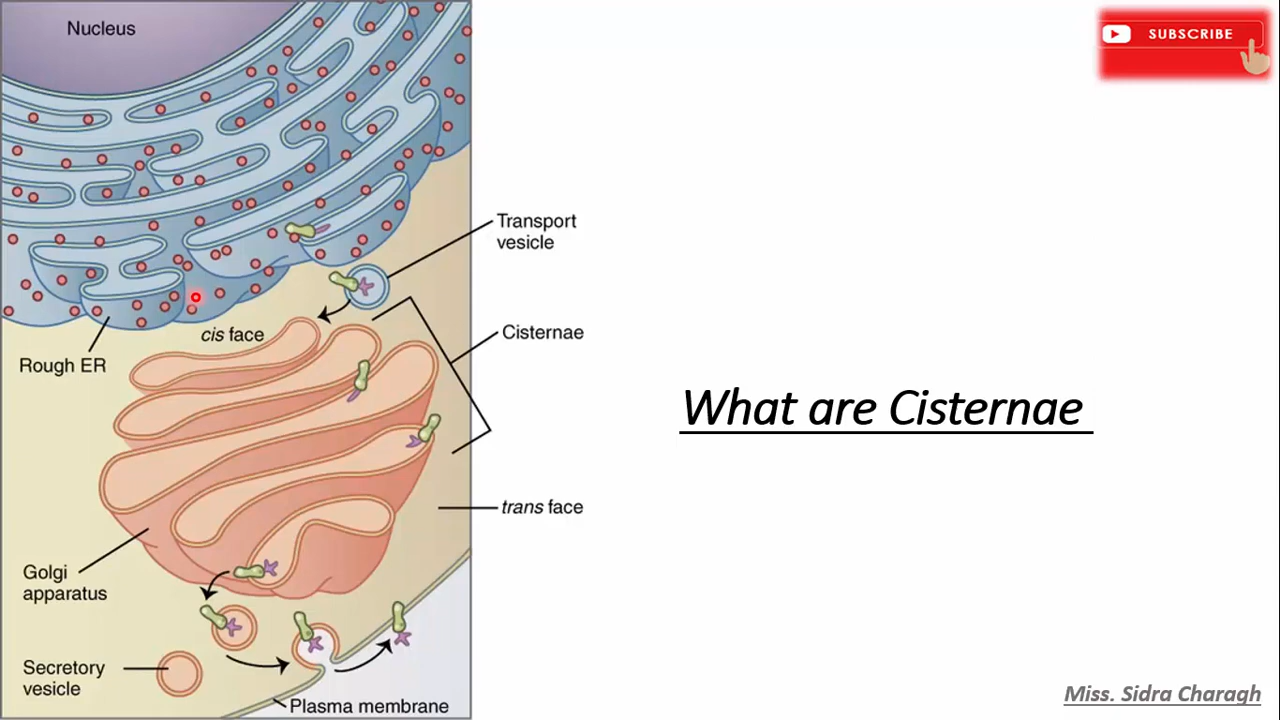 Nucleus
SUBSCRIBE
Transport
vesicle
cis face
Cisternae
Rough ER
What are Cisternae
trans face
Golgi
apparatus
Secretory
vesicle
Plasma membrane
Miss. Sidra Charagh